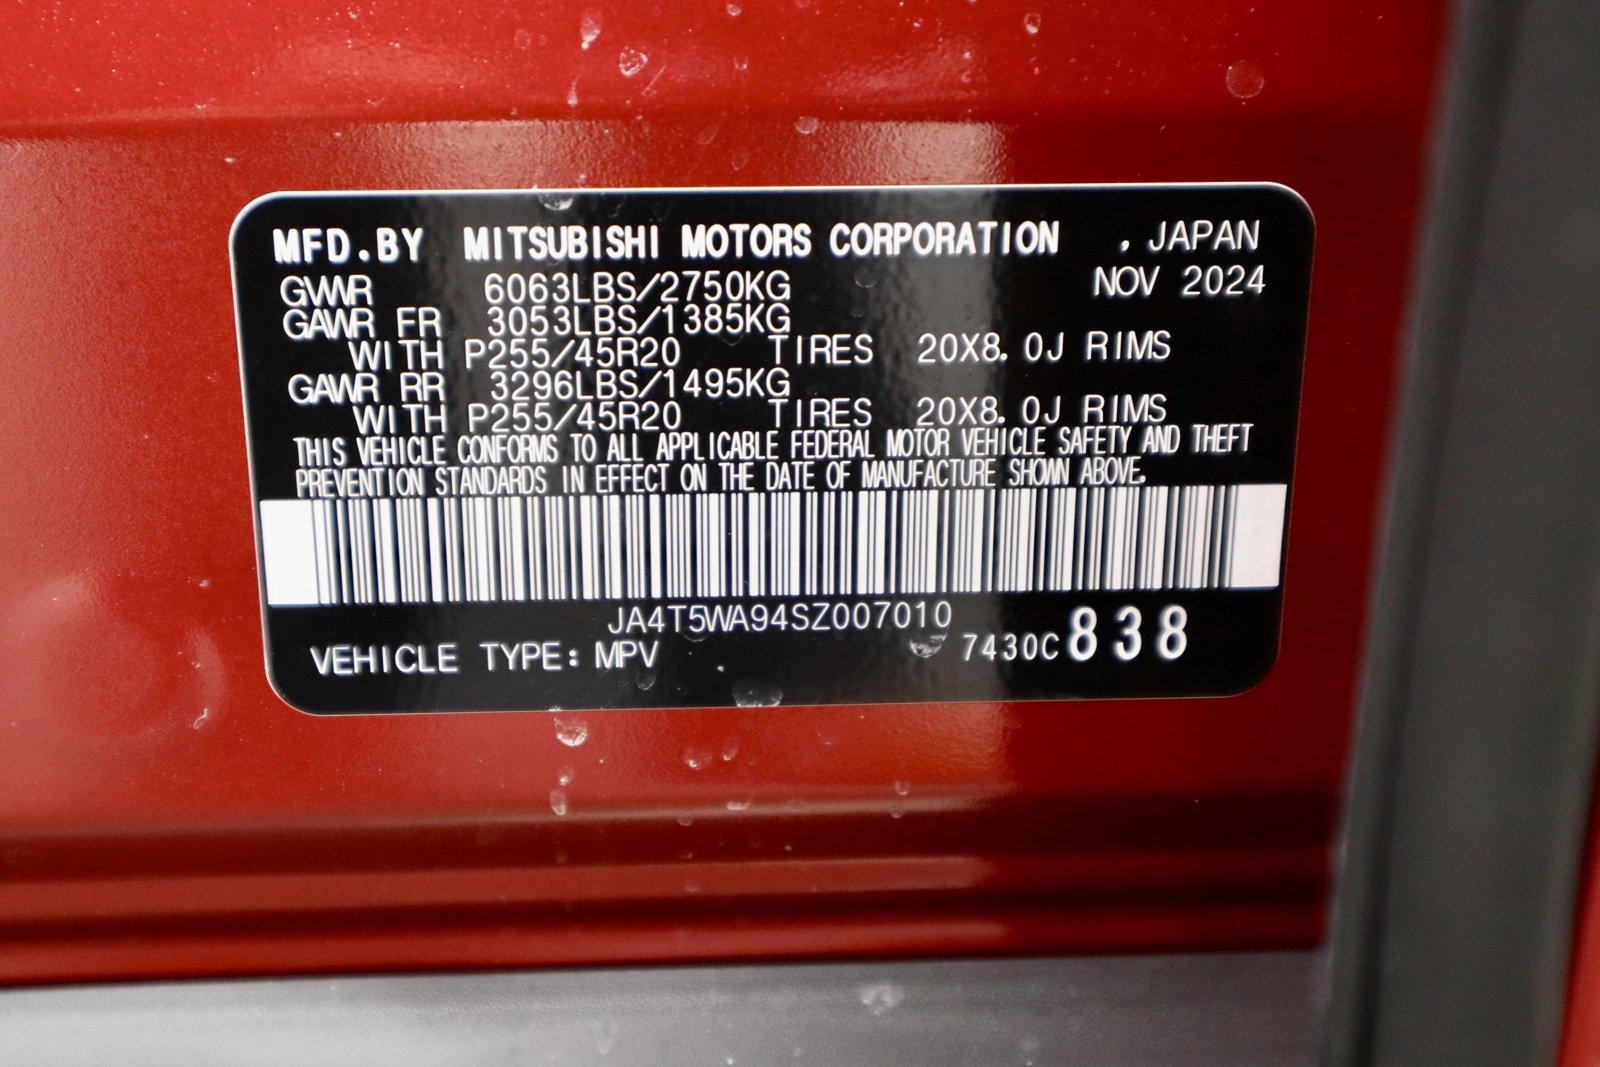 MFD.BY MITSUBISHI MOTORS CORPORATION , JAPAN
GVWR 6063LBS/2750KG NOV 2024
GAWR FR 3053LBS/1385KG
WITH P255/45R20 TIRES 20X8.0J RIMS
GAWR RR 3296LBS/1495KG
WITH P255/45R20 TIRES 20X8.0J RIMS
THIS VEHICLE CONFORMS TO ALL APPLICABLE FEDERAL MOTOR VEHICLE SAFETY AND THEFT
PREVENTION STANDARDS IN EFFECT ON THE DATE OF MANUFACTURE SHOWN ABOVE.
JA4T5WA94SZ007010
VEHICLE TYPE: MPV 7430C 838